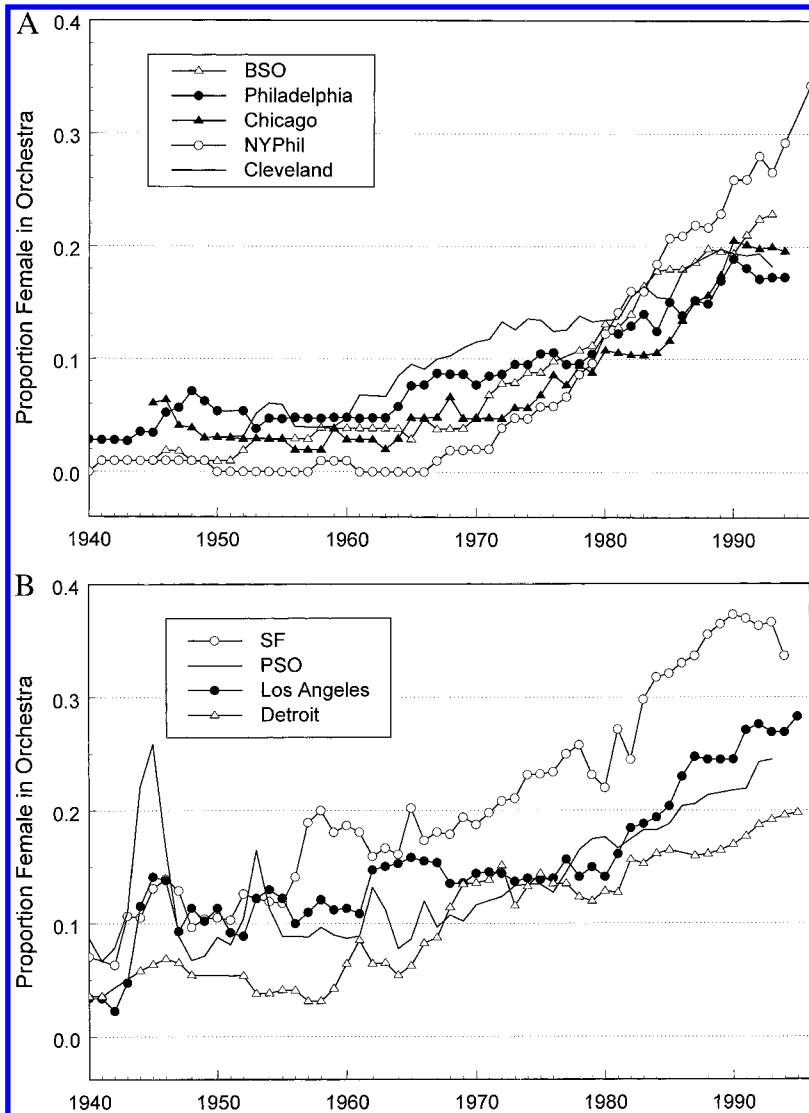 A
0.4
BSO
Philadelphia
Chicago
NYPhil
Cleveland
0.3
0.2
0.1
0.0
Proportion Female in Orchestra
1940 1950 1960 1970 1980 1990
B
0.4
SF
PSO
Los Angeles
Detroit
0.3
0.2
0.1
0.0
Proportion Female in Orchestra
1940 1950 1960 1970 1980 1990